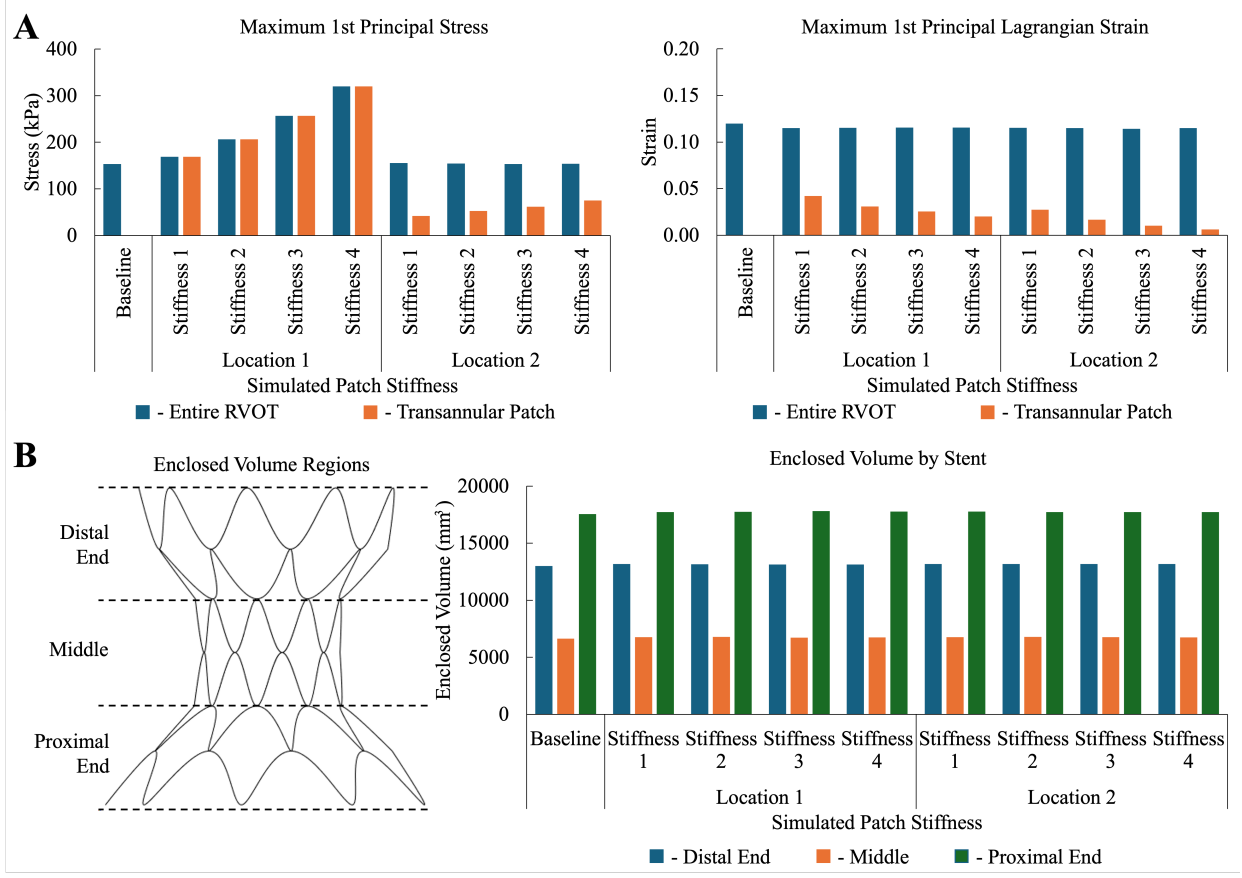 A
Maximum 1st Principal Stress
Stress (kPa)
400
300
200
100
0
Baseline
Stiffness 1
Stiffness 2
Stiffness 3
Stiffness 4
Stiffness 1
Stiffness 2
Stiffness 3
Stiffness 4
Location 1
Location 2
Simulated Patch Stiffness
- Entire RVOT
- Transannular Patch
Maximum 1st Principal Lagrangian Strain
Strain
0.20
0.15
0.10
0.05
0.00
Baseline
Stiffness 1
Stiffness 2
Stiffness 3
Stiffness 4
Stiffness 1
Stiffness 2
Stiffness 3
Stiffness 4
Location 1
Location 2
Simulated Patch Stiffness
- Entire RVOT
- Transannular Patch
B
Enclosed Volume Regions
Distal
End
Middle
Proximal
End
Enclosed Volume by Stent
Enclosed Volume (mm³)
20000
15000
10000
5000
0
Baseline
Stiffness
1
Stiffness
2
Stiffness
3
Stiffness
4
Stiffness
1
Stiffness
2
Stiffness
3
Stiffness
4
Location 1
Location 2
Simulated Patch Stiffness
- Distal End
- Middle
- Proximal End